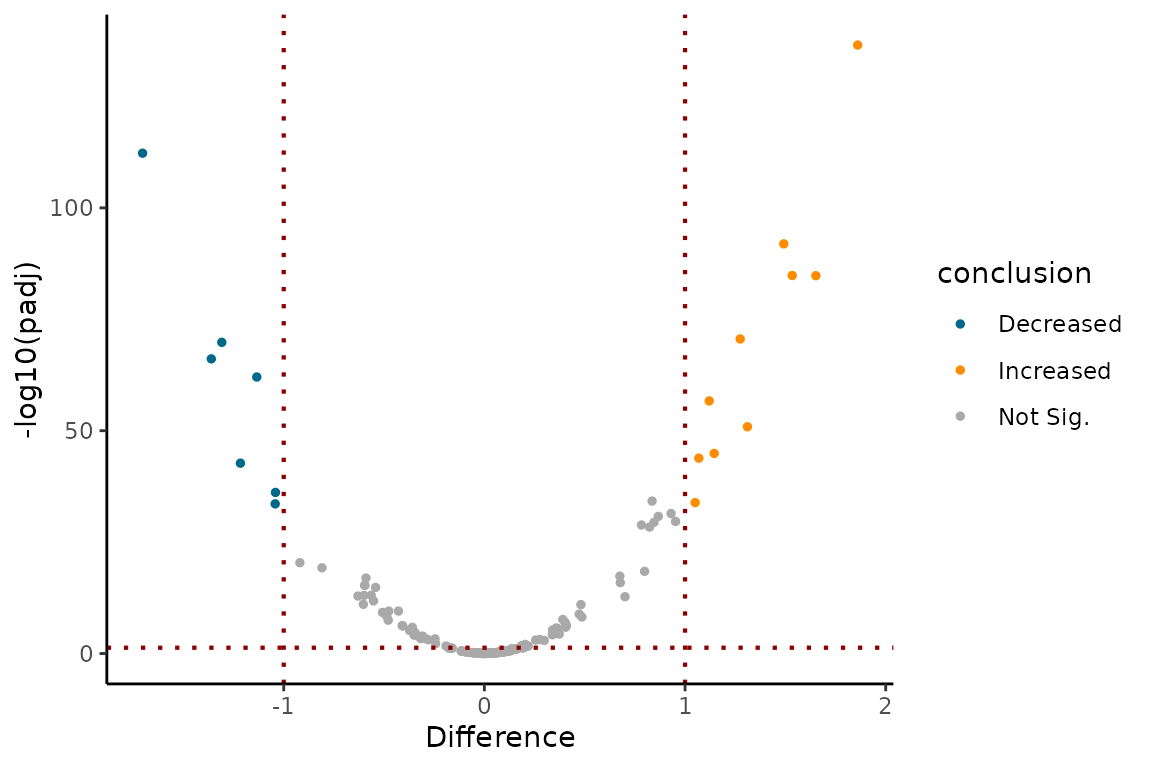 100
50
0
-log10(padj)
-1
0
1
2
Difference
conclusion
Decreased
Increased
Not Sig.